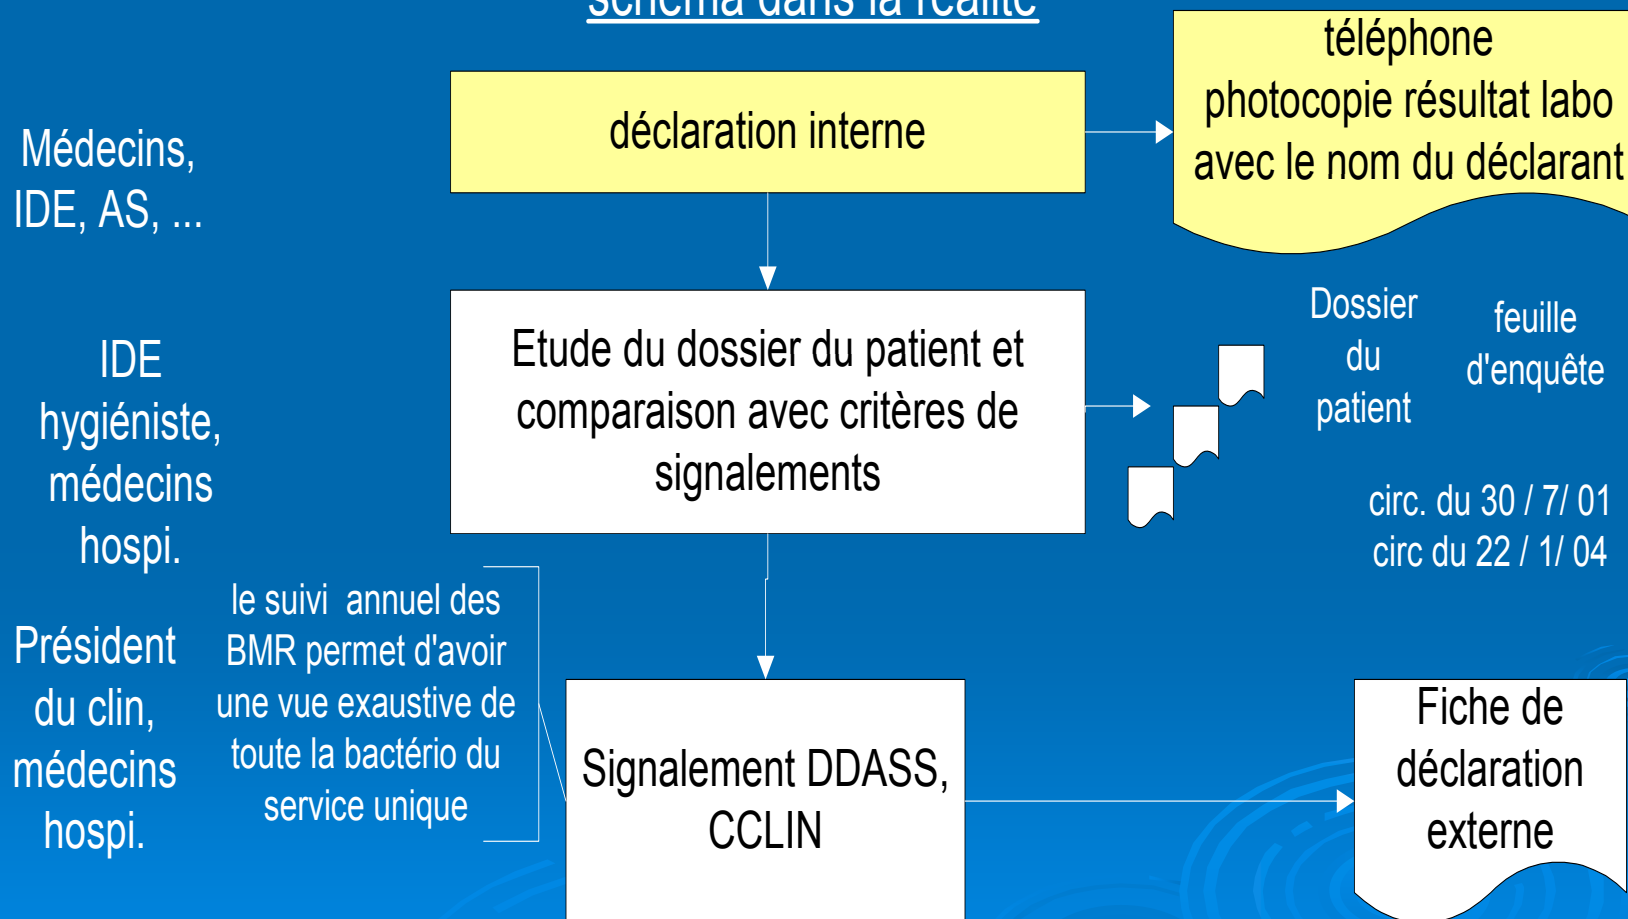 schéma dans la réalité
Médecins,
IDE, AS, ...
déclaration interne
téléphone
photocopie résultat labo
avec le nom du déclarant
IDE
hygiéniste,
médecins
hospi.
Etude du dossier du patient et
comparaison avec critères de
signalements
Dossier
du
patient
feuille
d'enquête
circ. du 30 / 7/ 01
circ du 22 / 1/ 04
Président
du clin,
médecins
hospi.
le suivi annuel des
BMR permet d'avoir
une vue exaustive de
toute la bactério du
service unique
Signalement DDASS,
CCLIN
Fiche de
déclaration
externe